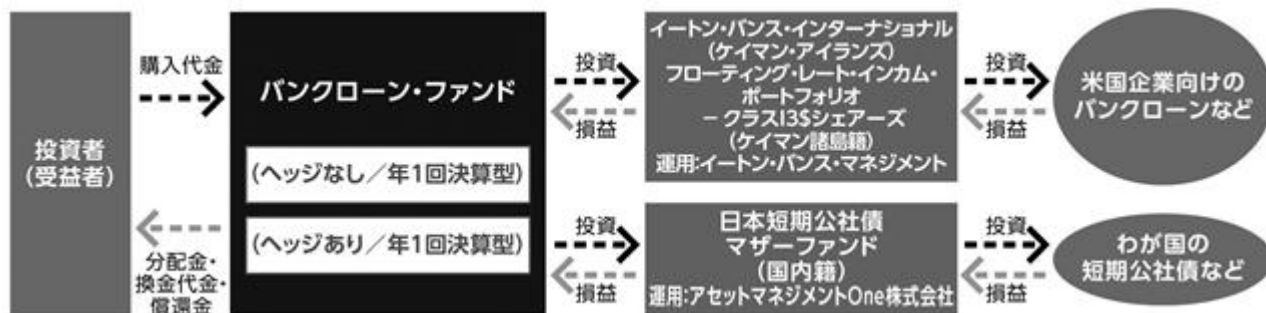 投資者
(受益者)
購入代金
分配金・
換金代金・
償還金
バンクローン・ファンド
(ヘッジなし/年1回決算型)
(ヘッジあり/年1回決算型)
投資
損益
イートン・バンス・インターナショナル
(ケイマン・アイランズ)
フローティング・レート・インカム・
ポートフォリオ
－クラスI3$シェアーズ
(ケイマン諸島籍)
運用:イートン・バンス・マネジメント
投資
損益
米国企業向けの
バンクローンなど
投資
損益
日本短期公社債
マザーファンド
(国内籍)
運用:アセットマネジメントOne株式会社
投資
損益
わが国の
短期公社債など